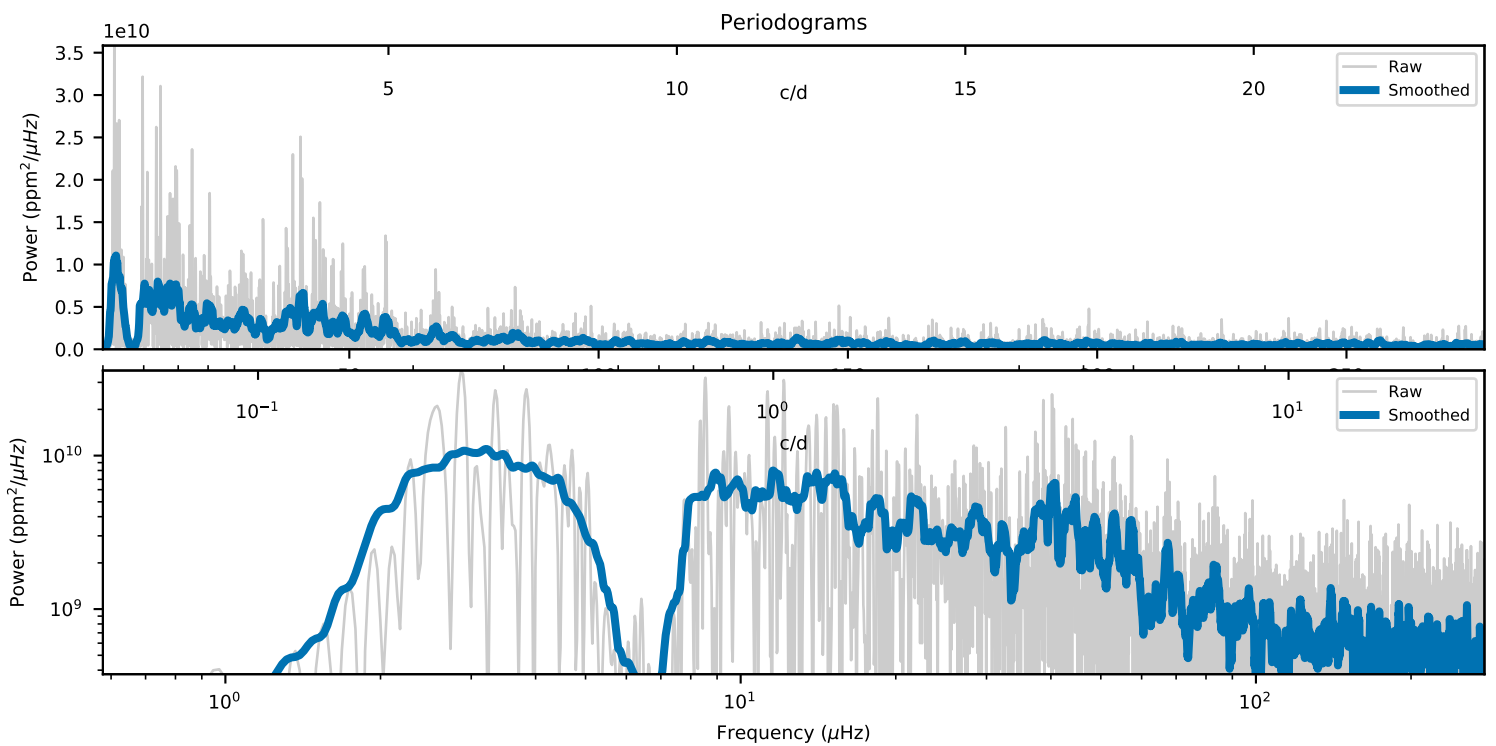 Periodograms
1e10
3.5
3.0
2.5
2.0
1.5
1.0
0.5
0.0
Power (ppm²/μHz)
5 10 15 20
c/d
Raw
Smoothed
10⁻¹ 10⁰ 10¹
c/d
Raw
Smoothed
10¹⁰
10⁹
Power (ppm²/μHz)
10⁰ 10¹ 10²
Frequency (μHz)